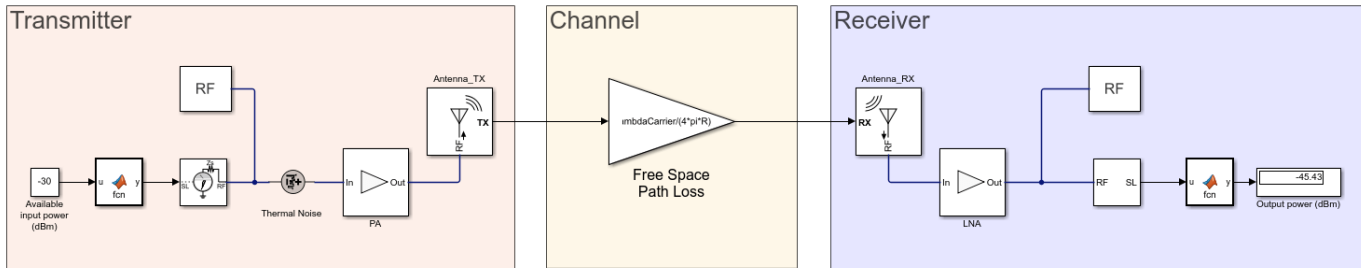 Transmitter
Channel
Receiver
RF
Antenna_TX
TX
RF
ımbdaCarrier/(4*pi*R)
Free Space
Path Loss
Antenna_RX
RX
RF
RF
-30
Available
input power
(dBm)
u
y
fcn
SL
RF
Thermal Noise
In
Out
PA
In
Out
LNA
RF
SL
u
y
fcn
-45.43
Output power (dBm)